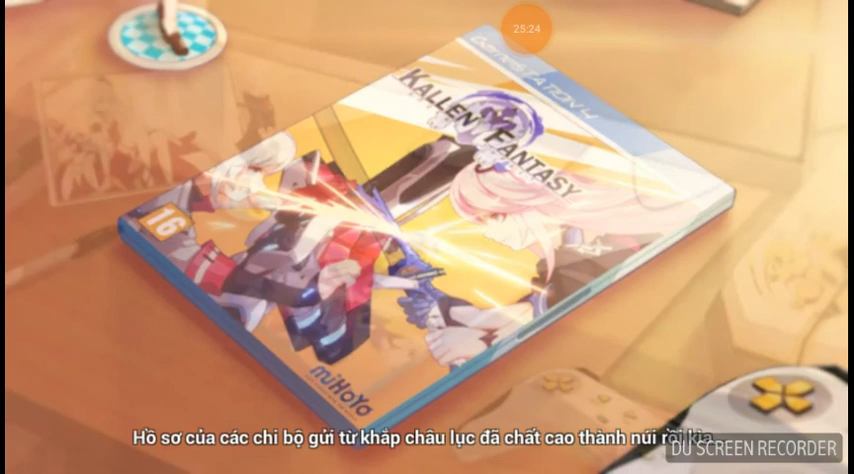 25:24
KALLEN FANTASY
16
miHoYo
Hồ sơ của các chi bộ gửi từ khắp châu lục đã chất cao thành núi rồi kìa
DU SCREEN RECORDER